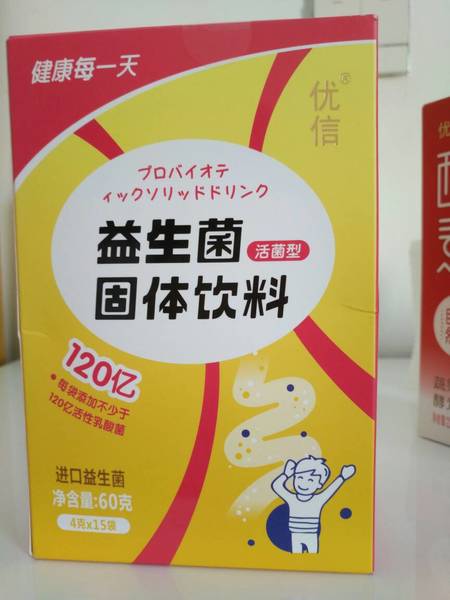 健康每一天
优信®
プロバイオテ
ィックソリッドドリンク
益生菌
活菌型
固体饮料
120亿
•每袋添加不少于
120亿活性乳酸菌
进口益生菌
净含量:60克
4克x15袋
优